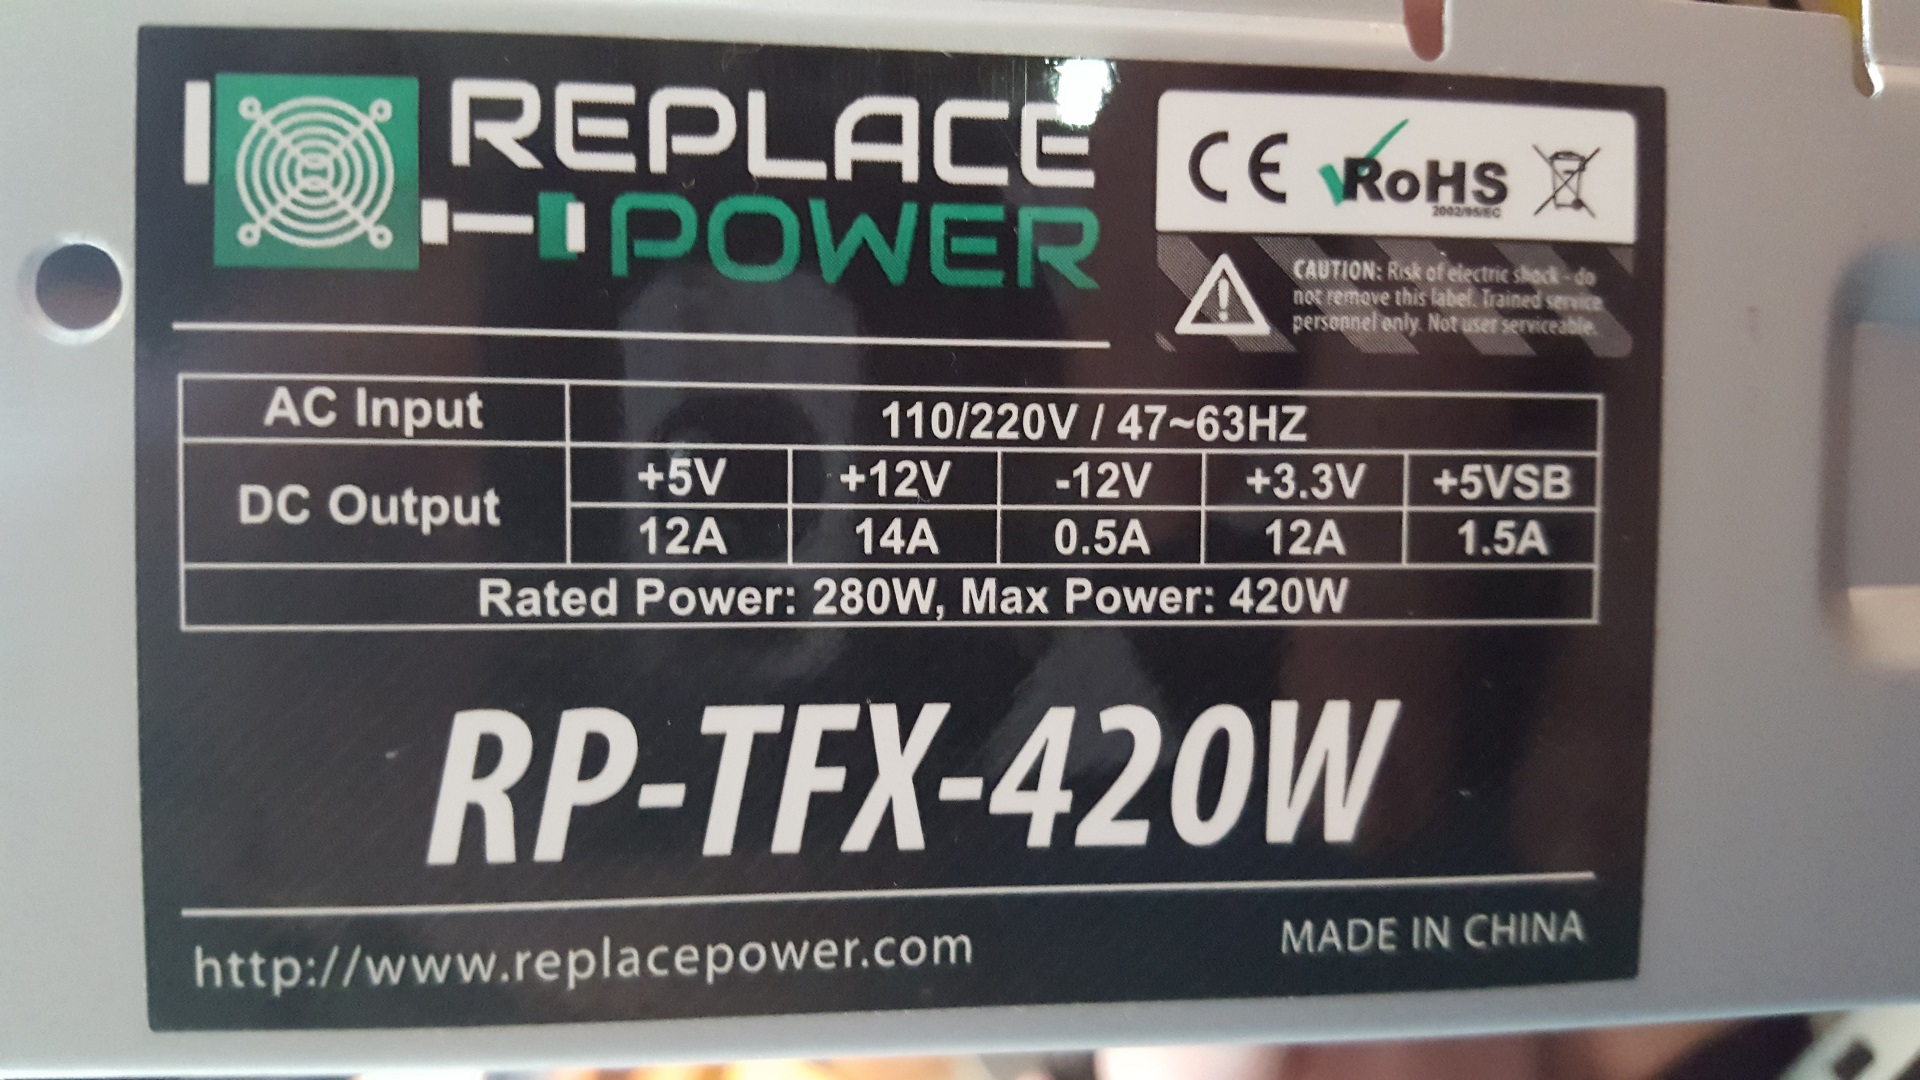 REPLACE
POWER
CE RoHS
2002/95/EC
CAUTION: Risk of electric shock - do
not remove this label. Trained service
personnel only. Not user serviceable.
AC Input 110/220V / 47~63HZ
DC Output +5V +12V -12V +3.3V +5VSB
12A 14A 0.5A 12A 1.5A
Rated Power: 280W, Max Power: 420W
RP-TFX-420W
http://www.replacepower.com MADE IN CHINA